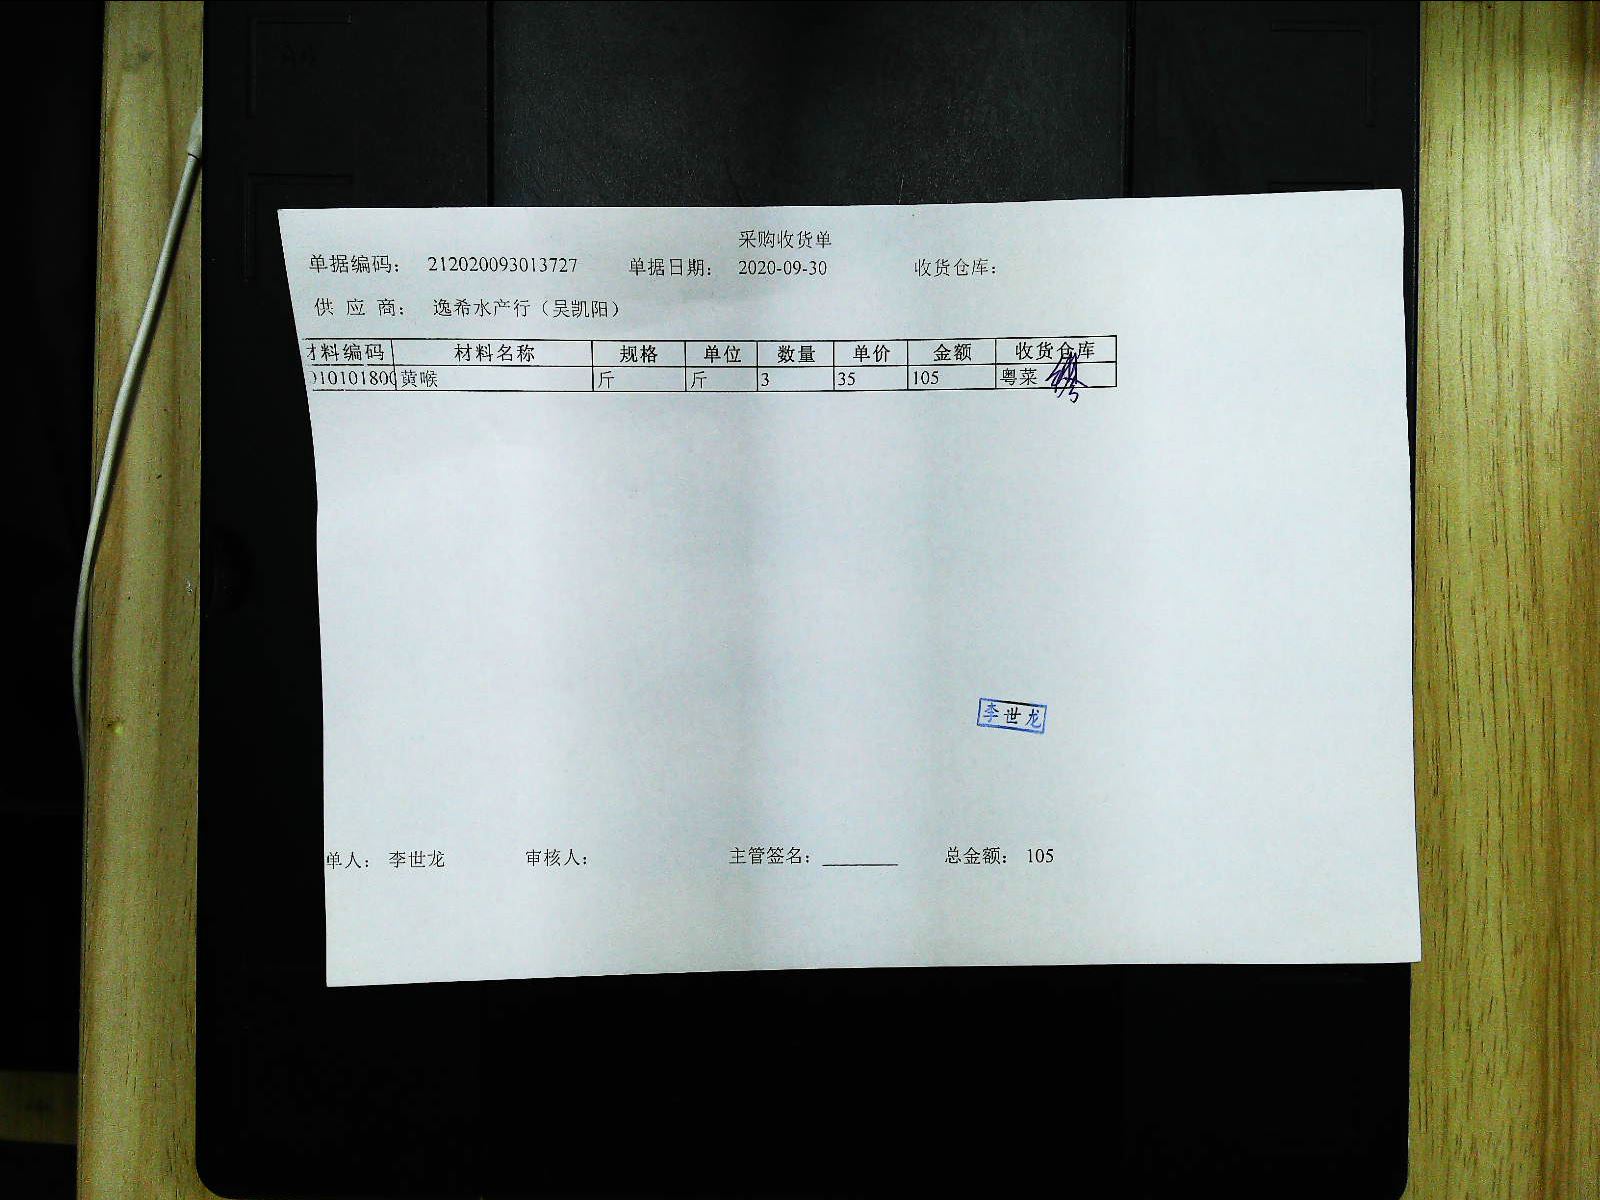 采购收货单
单据编码： 212020093013727 单据日期： 2020-09-30 收货仓库：
供 应 商： 逸希水产行（吴凯阳）
材料编码 材料名称 规格 单位 数量 单价 金额 收货仓库
010101800 黄喉 斤 斤 3 35 105 粤菜
李世龙
单人： 李世龙 审核人： 主管签名：________ 总金额： 105